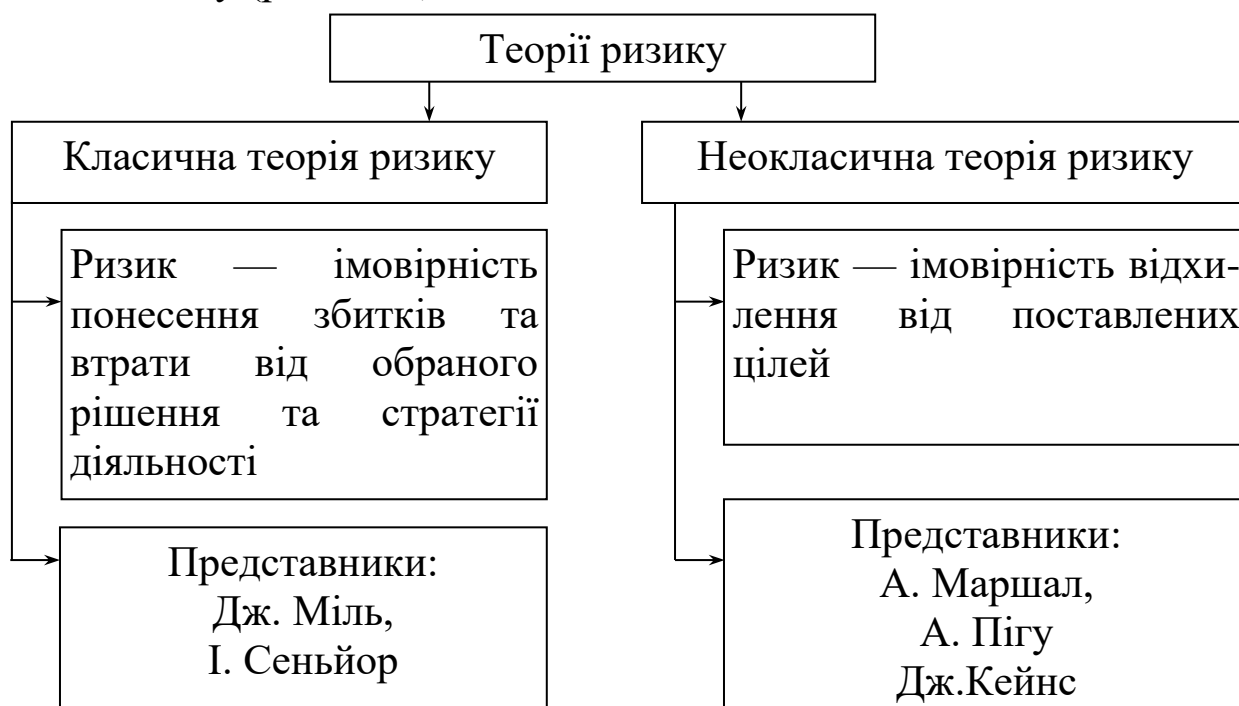 Теорії ризику
Класична теорія ризику
Неокласична теорія ризику
Ризик — імовірність
понесення збитків та
втрати від обраного
рішення та стратегії
діяльності
Ризик — імовірність відхи-
лення від поставлених
цілей
Представники:
Дж. Міль,
І. Сеньйор
Представники:
А. Маршал,
А. Пігу
Дж.Кейнс